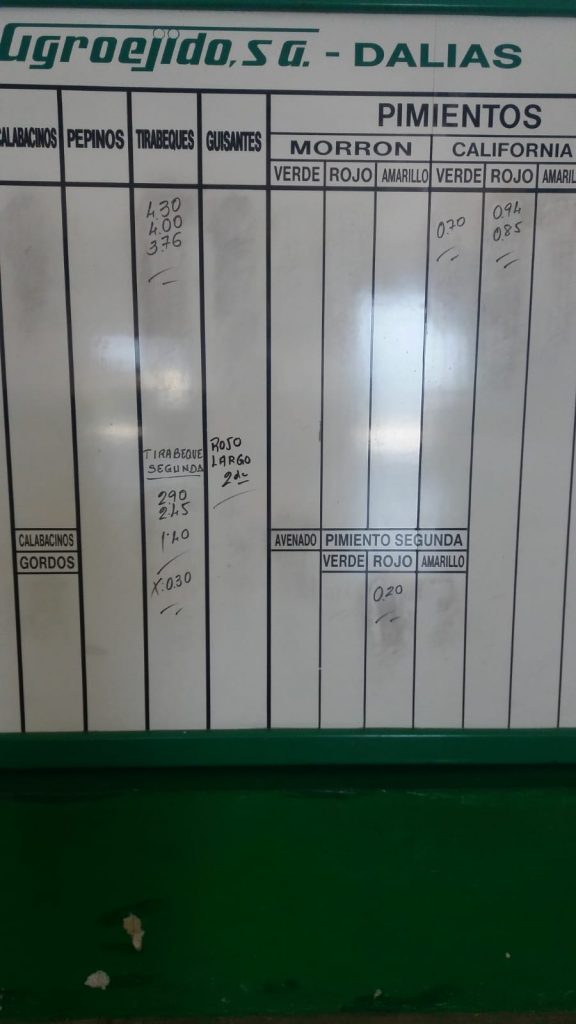 Agroejido, S.A. - DALIAS
CALABACINOS PEPINOS TIRABEQUES GUISANTES
PIMIENTOS
MORRON CALIFORNIA
VERDE ROJO AMARILLO VERDE ROJO AMARIL
4.30
4.00
3.76
0.70
0.94
0.85
TIRABEQUE
SEGUNDA
290
2.45
1.40
X:0.30
ROJO
LARGO
2da
CALABACINOS
GORDOS
AVENADO PIMIENTO SEGUNDA
VERDE ROJO AMARILLO
0.20